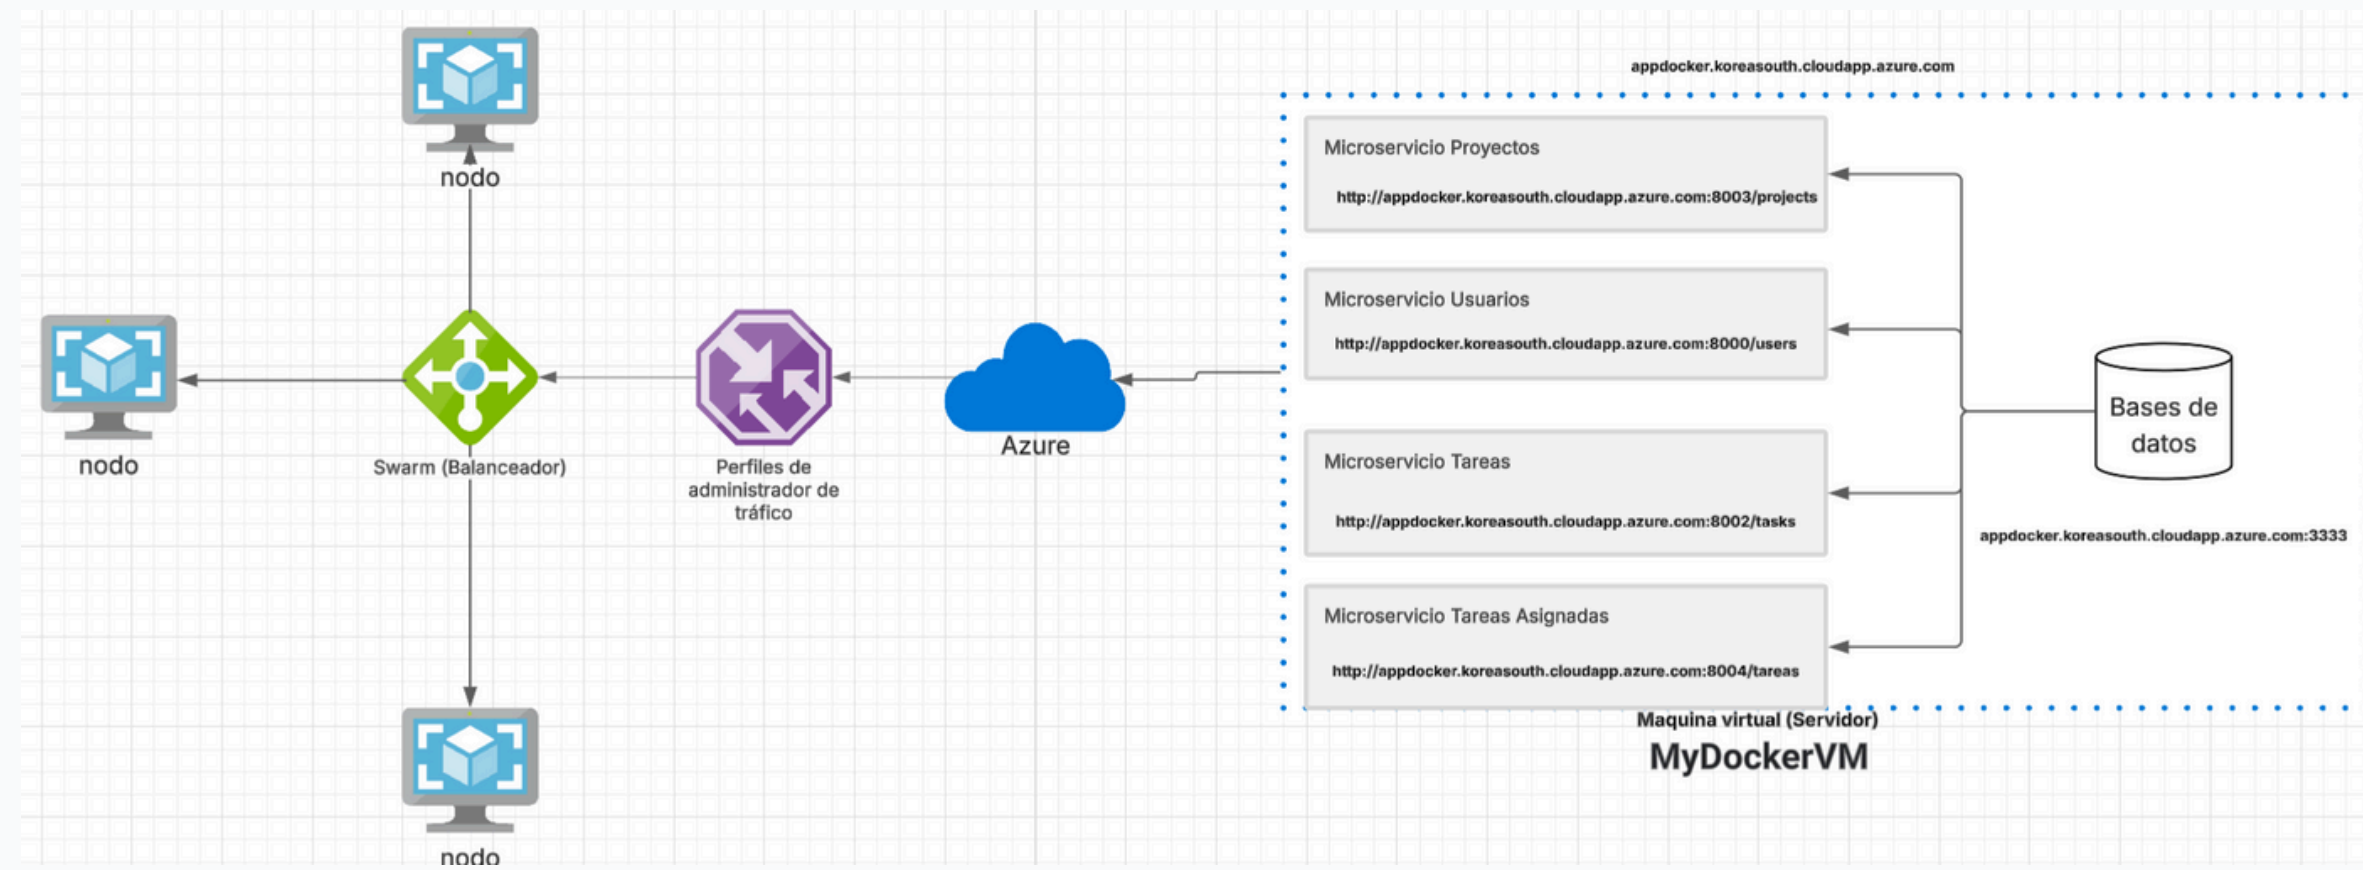 nodo
nodo
Swarm (Balanceador)
nodo
Perfiles de
administrador de
tráfico
Azure
appdocker.koreasouth.cloudapp.azure.com
Microservicio Proyectos
http://appdocker.koreasouth.cloudapp.azure.com:8003/projects
Microservicio Usuarios
http://appdocker.koreasouth.cloudapp.azure.com:8000/users
Microservicio Tareas
http://appdocker.koreasouth.cloudapp.azure.com:8002/tasks
Microservicio Tareas Asignadas
http://appdocker.koreasouth.cloudapp.azure.com:8004/tareas
Bases de
datos
appdocker.koreasouth.cloudapp.azure.com:3333
Maquina virtual (Servidor)
MyDockerVM